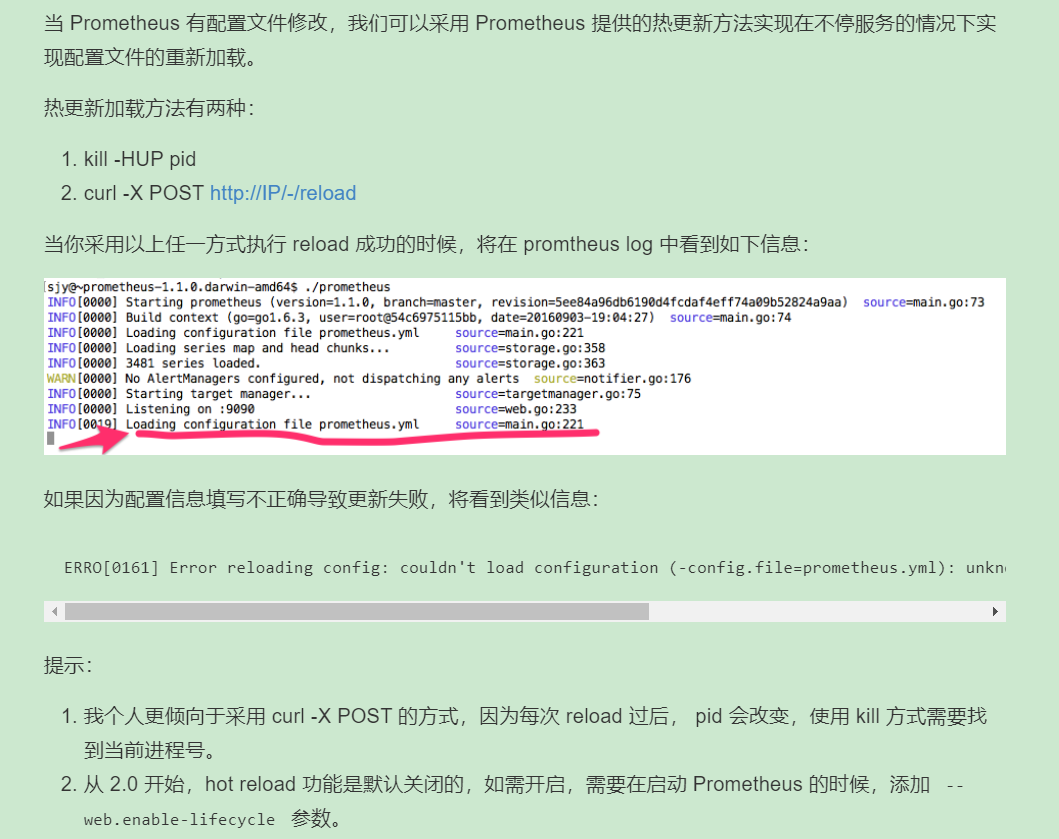 当 Prometheus 有配置文件修改，我们可以采用 Prometheus 提供的热更新方法实现在不停服务的情况下实
现配置文件的重新加载。
热更新加载方法有两种：
1. kill -HUP pid
2. curl -X POST http://IP/-/reload
当你采用以上任一方式执行 reload 成功的时候，将在 promtheus log 中看到如下信息：
[sjy@~prometheus-1.1.0.darwin-amd64$ ./prometheus
INFO[0000] Starting prometheus (version=1.1.0, branch=master, revision=5ee84a96db6190d4fcdaf4eff74a09b52824a9aa)  source=main.go:73
INFO[0000] Build context (go=go1.6.3, user=root@54c6975115bb, date=20160903-19:04:27)  source=main.go:74
INFO[0000] Loading configuration file prometheus.yml     source=main.go:221
INFO[0000] Loading series map and head chunks...         source=storage.go:358
INFO[0000] 3481 series loaded.                           source=storage.go:363
WARN[0000] No AlertManagers configured, not dispatching any alerts  source=notifier.go:176
INFO[0000] Starting target manager...                    source=targetmanager.go:75
INFO[0000] Listening on :9090                            source=web.go:233
INFO[0019] Loading configuration file prometheus.yml     source=main.go:221
如果因为配置信息填写不正确导致更新失败，将看到类似信息：
ERRO[0161] Error reloading config: couldn't load configuration (-config.file=prometheus.yml):
提示：
1. 我个人更倾向于采用 curl -X POST 的方式，因为每次 reload 过后， pid 会改变，使用 kill 方式需要找
到当前进程号。
2. 从 2.0 开始，hot reload 功能是默认关闭的，如需开启，需要在启动 Prometheus 的时候，添加 --
web.enable-lifecycle 参数。